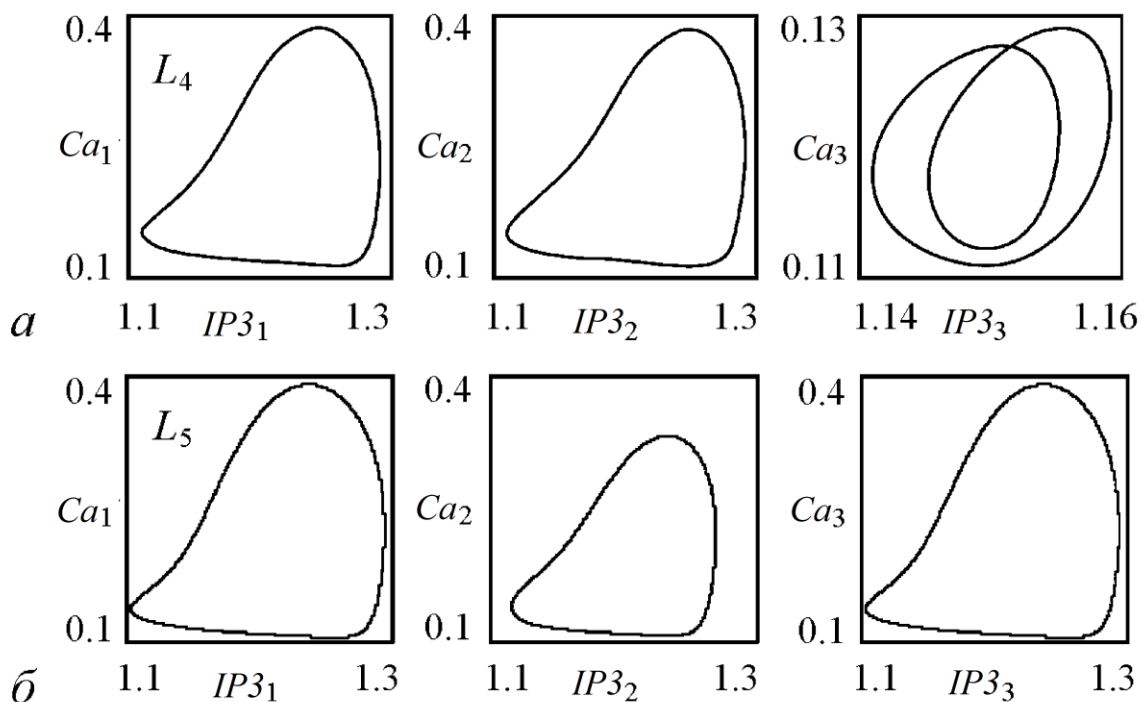 0.4 0.4 0.13
L₄
Ca₁ Ca₂ Ca₃
0.1 0.1 0.11
а 1.1 IP3₁ 1.3 1.1 IP3₂ 1.3 1.14 IP3₃ 1.16
0.4 0.4 0.4
L₅
Ca₁ Ca₂ Ca₃
0.1 0.1 0.1
б 1.1 IP3₁ 1.3 1.1 IP3₂ 1.3 1.1 IP3₃ 1.3